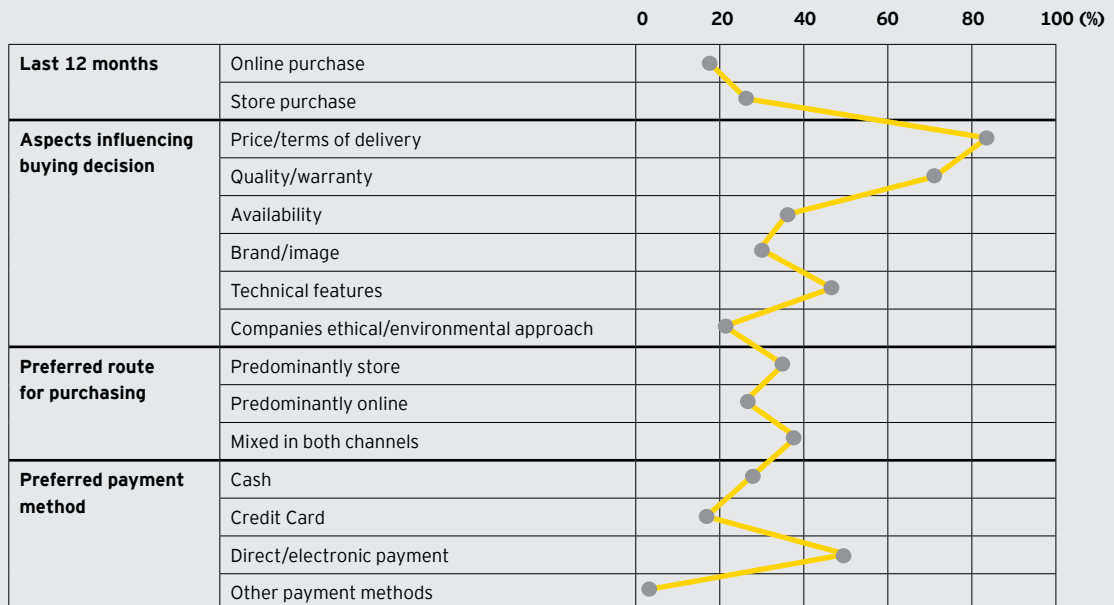 0 20 40 60 80 100 (%)
Last 12 months
Online purchase
Store purchase
Aspects influencing
buying decision
Price/terms of delivery
Quality/warranty
Availability
Brand/image
Technical features
Companies ethical/environmental approach
Preferred route
for purchasing
Predominantly store
Predominantly online
Mixed in both channels
Preferred payment
method
Cash
Credit Card
Direct/electronic payment
Other payment methods